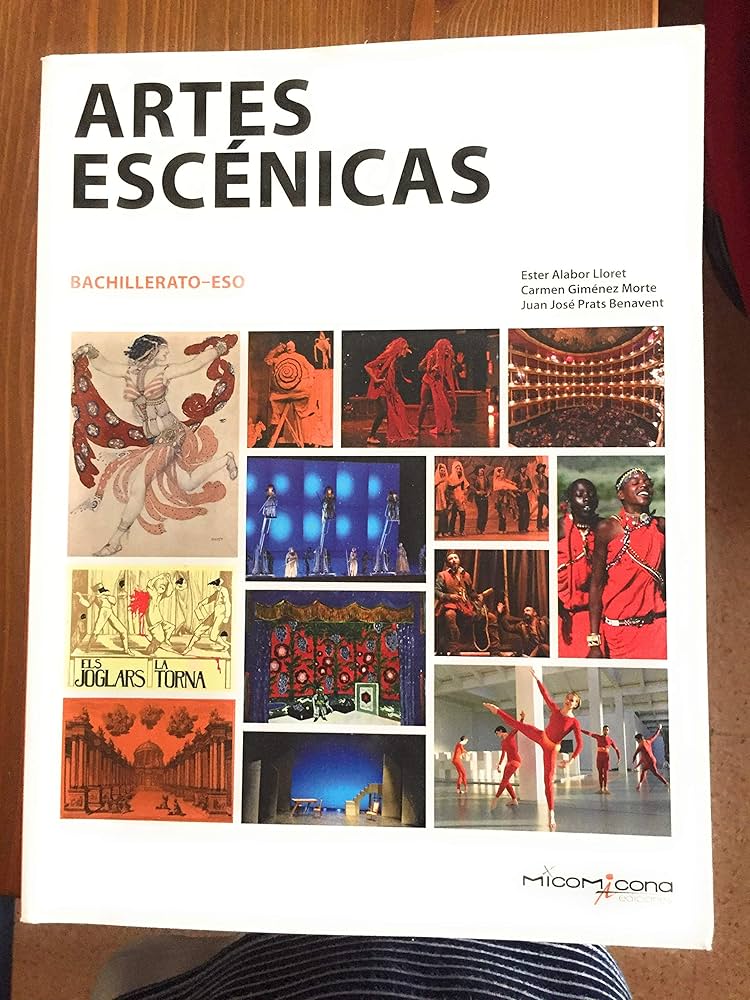 ARTES
ESCÉNICAS
BACHILLERATO–ESO
Ester Alabor Lloret
Carmen Giménez Morte
Juan José Prats Benavent
ELS
JOGLARS
LA
TORNA
MicoMicona
ediciones